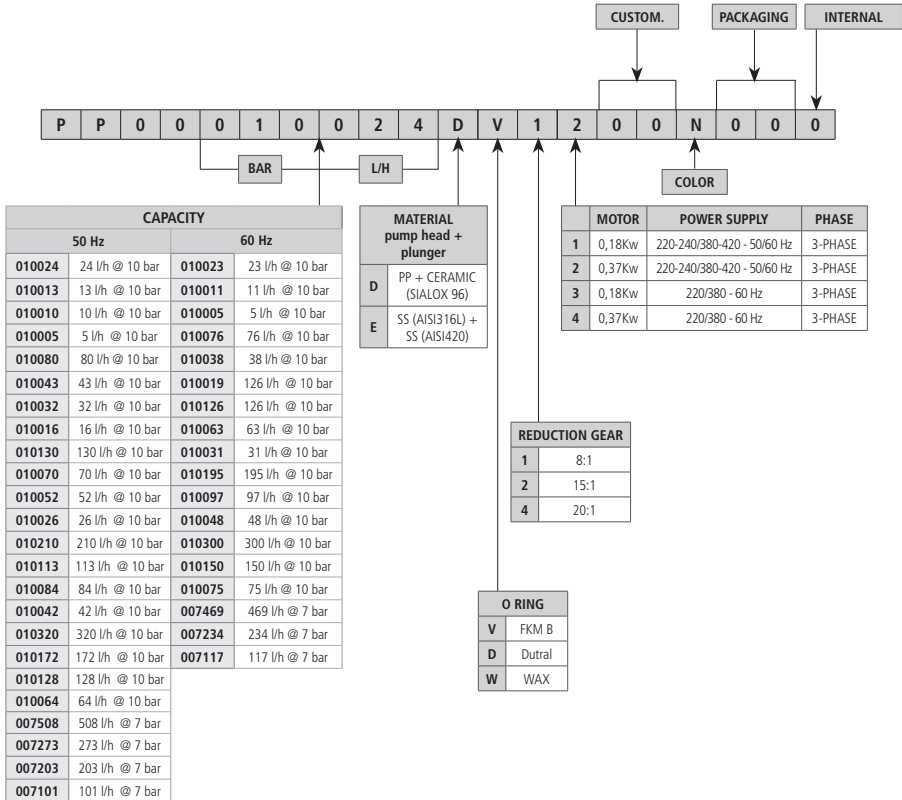 CUSTOM. PACKAGING INTERNAL
P P 0 0 0 1 0 0 0 2 4 D V 1 2 0 0 N 0 0 0 0
BAR L/H
COLOR
CAPACITY
50 Hz 60 Hz
010024 24 l/h @ 10 bar 010023 23 l/h @ 10 bar
010013 13 l/h @ 10 bar 010011 11 l/h @ 10 bar
010010 10 l/h @ 10 bar 010005 5 l/h @ 10 bar
010005 5 l/h @ 10 bar 010076 76 l/h @ 10 bar
010080 80 l/h @ 10 bar 010038 38 l/h @ 10 bar
010043 43 l/h @ 10 bar 010019 126 l/h @ 10 bar
010032 32 l/h @ 10 bar 010126 126 l/h @ 10 bar
010016 16 l/h @ 10 bar 010063 63 l/h @ 10 bar
010130 130 l/h @ 10 bar 010031 31 l/h @ 10 bar
010070 70 l/h @ 10 bar 010195 195 l/h @ 10 bar
010052 52 l/h @ 10 bar 010097 97 l/h @ 10 bar
010026 26 l/h @ 10 bar 010048 48 l/h @ 10 bar
010210 210 l/h @ 10 bar 010300 300 l/h @ 10 bar
010113 113 l/h @ 10 bar 010150 150 l/h @ 10 bar
010084 84 l/h @ 10 bar 010075 75 l/h @ 10 bar
010042 42 l/h @ 10 bar 007469 469 l/h @ 7 bar
010320 320 l/h @ 10 bar 007234 234 l/h @ 7 bar
010172 172 l/h @ 10 bar 007117 117 l/h @ 7 bar
010128 128 l/h @ 10 bar
010064 64 l/h @ 10 bar
007508 508 l/h @ 7 bar
007273 273 l/h @ 7 bar
007203 203 l/h @ 7 bar
007101 101 l/h @ 7 bar
MATERIAL
pump head +
plunger
D PP + CERAMIC
(SIALOX 96)
E SS (AISI316L) +
SS (AISI420)
MOTOR POWER SUPPLY PHASE
1 0,18Kw 220-240/380-420 - 50/60 Hz 3-PHASE
2 0,37Kw 220-240/380-420 - 50/60 Hz 3-PHASE
3 0,18Kw 220/380 - 60 Hz 3-PHASE
4 0,37Kw 220/380 - 60 Hz 3-PHASE
REDUCTION GEAR
1 8:1
2 15:1
4 20:1
O RING
V FKM B
D Dutral
W WAX